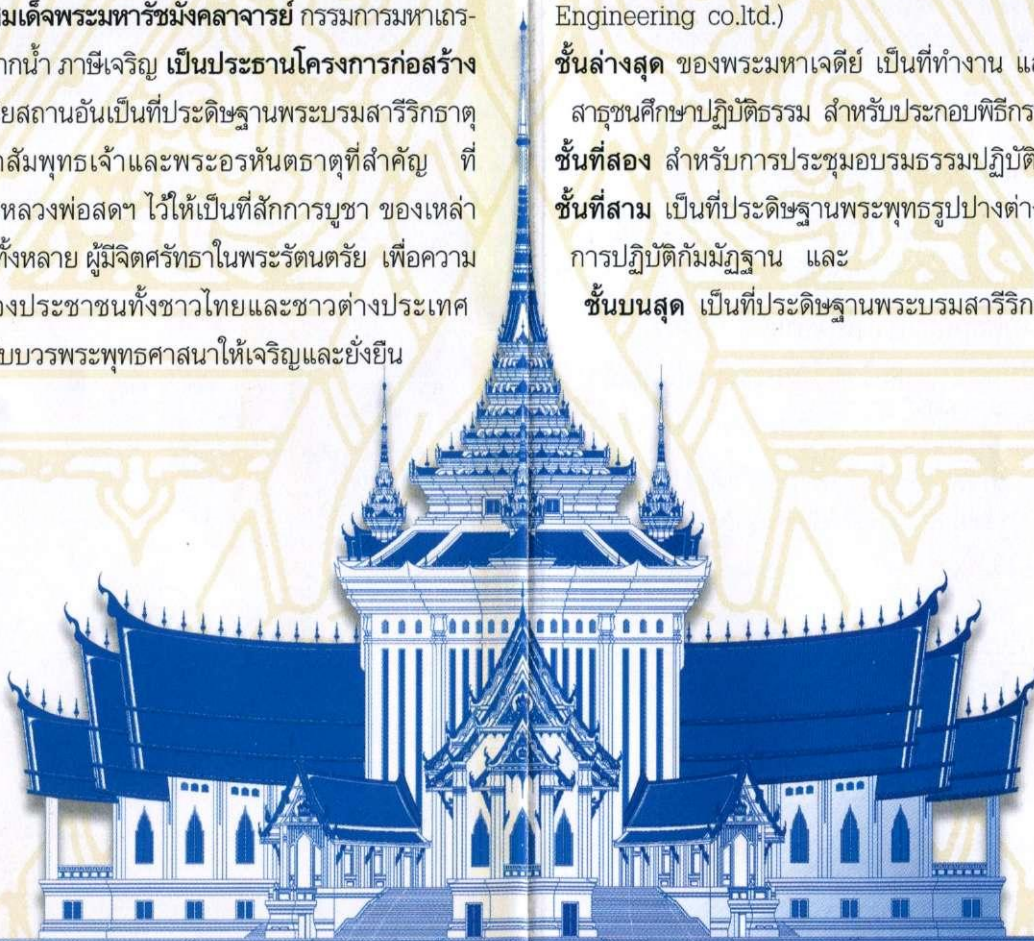 มเด็จพระมหารัชมังคลาจารย์ กรรมการมหาเถร-
ากน้ำ ภาษีเจริญ เป็นประธานโครงการก่อสร้าง
ยสถานอันเป็นที่ประดิษฐานพระบรมสารีริกธาตุ
าสัมพุทธเจ้าและพระอรหันตธาตุที่สำคัญ ที่
หลวงพ่อสดฯ ไว้ให้เป็นที่สักการบูชา ของเหล่า
ทั้งหลาย ผู้มีจิตศรัทธาในพระรัตนตรัย เพื่อความ
องประชาชนทั้งชาวไทยและชาวต่างประเทศ
บบวรพระพุทธศาสนาให้เจริญและยั่งยืน
Engineering co.ltd.)
ชั้นล่างสุด ของพระมหาเจดีย์ เป็นที่ทำงาน แล
สาธุชนศึกษาปฏิบัติธรรม สำหรับประกอบพิธีกร
ชั้นที่สอง สำหรับการประชุมอบรมธรรมปฏิบัติ
ชั้นที่สาม เป็นที่ประดิษฐานพระพุทธรูปปางต่าง
การปฏิบัติกัมมัฏฐาน และ
ชั้นบนสุด เป็นที่ประดิษฐานพระบรมสารีริก